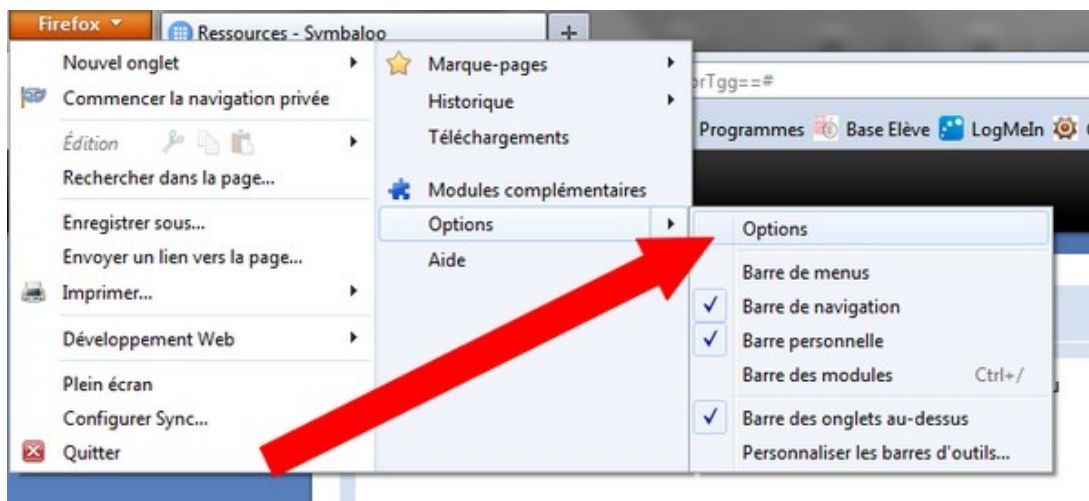 Firefox
Ressources - Symbaloo
+
Nouvel onglet
Commencer la navigation privée
Édition
Rechercher dans la page...
Enregistrer sous...
Envoyer un lien vers la page...
Imprimer...
Développement Web
Plein écran
Configurer Sync...
Quitter
Marque-pages
Historique
Téléchargements
Modules complémentaires
Options
Aide
orTgg==#
Programmes Base Elève LogMeIn
Options
Barre de menus
Barre de navigation
Barre personnelle
Barre des modules Ctrl+/
Barre des onglets au-dessus
Personnaliser les barres d'outils...